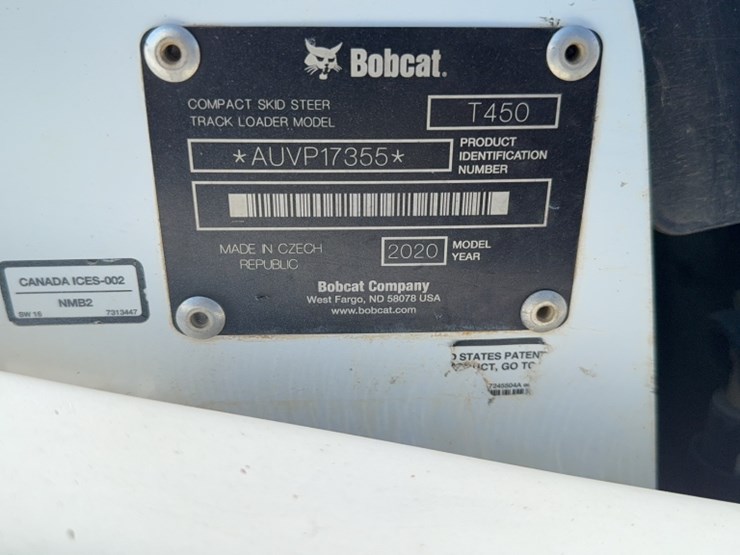 Bobcat.
COMPACT SKID STEER
TRACK LOADER MODEL
T450
*AUVP17355*
PRODUCT
IDENTIFICATION
NUMBER
MADE IN CZECH
REPUBLIC
2020
MODEL
YEAR
Bobcat Company
West Fargo, ND 58078 USA
www.bobcat.com
CANADA ICES-002
NMB2
SW 15
7313447
STATES PATEN
GO TO